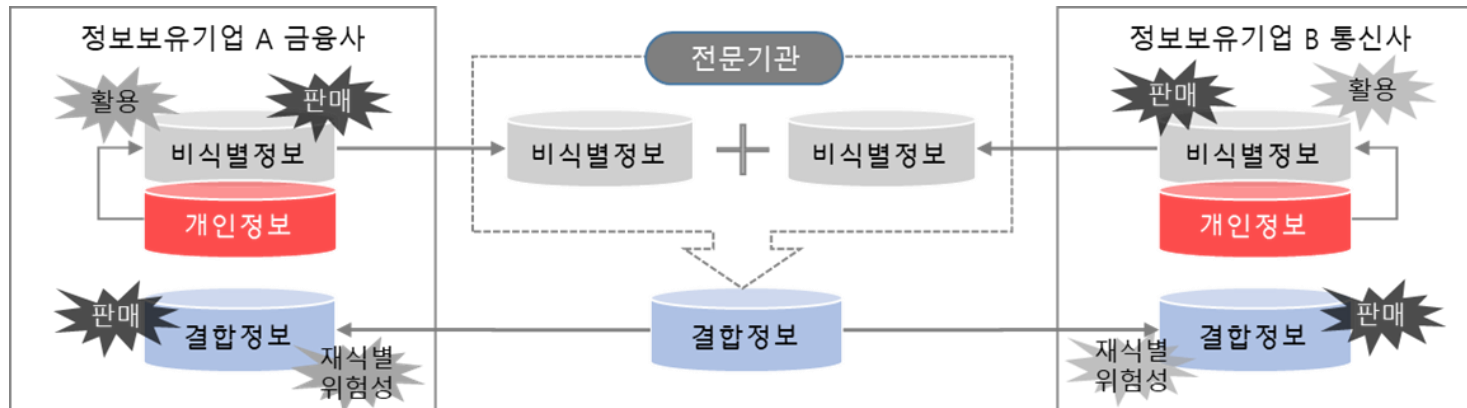 정보보유기업 A 금융사
활용
판매
비식별정보
개인정보
판매
결합정보
재식별
위험성
전문기관
비식별정보
+
비식별정보
결합정보
정보보유기업 B 통신사
판매
활용
비식별정보
개인정보
결합정보
판매
재식별
위험성